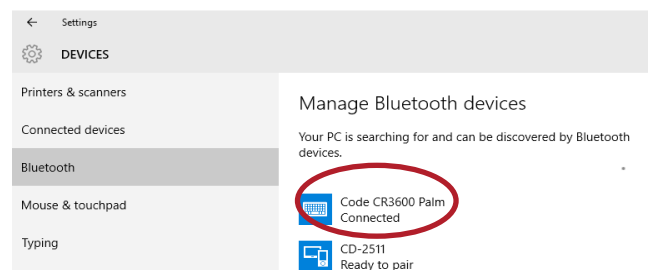 Settings
DEVICES
Printers & scanners
Connected devices
Bluetooth
Mouse & touchpad
Typing
Manage Bluetooth devices
Your PC is searching for and can be discovered by Bluetooth
devices.
Code CR3600 Palm
Connected
CD-2511
Ready to pair